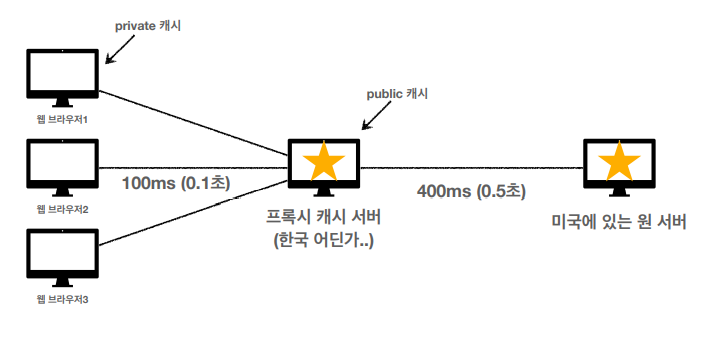 private 캐시
public 캐시
웹 브라우저1
100ms (0.1초)
400ms (0.5초)
웹 브라우저2
프록시 캐시 서버
(한국 어딘가..)
미국에 있는 원 서버
웹 브라우저3